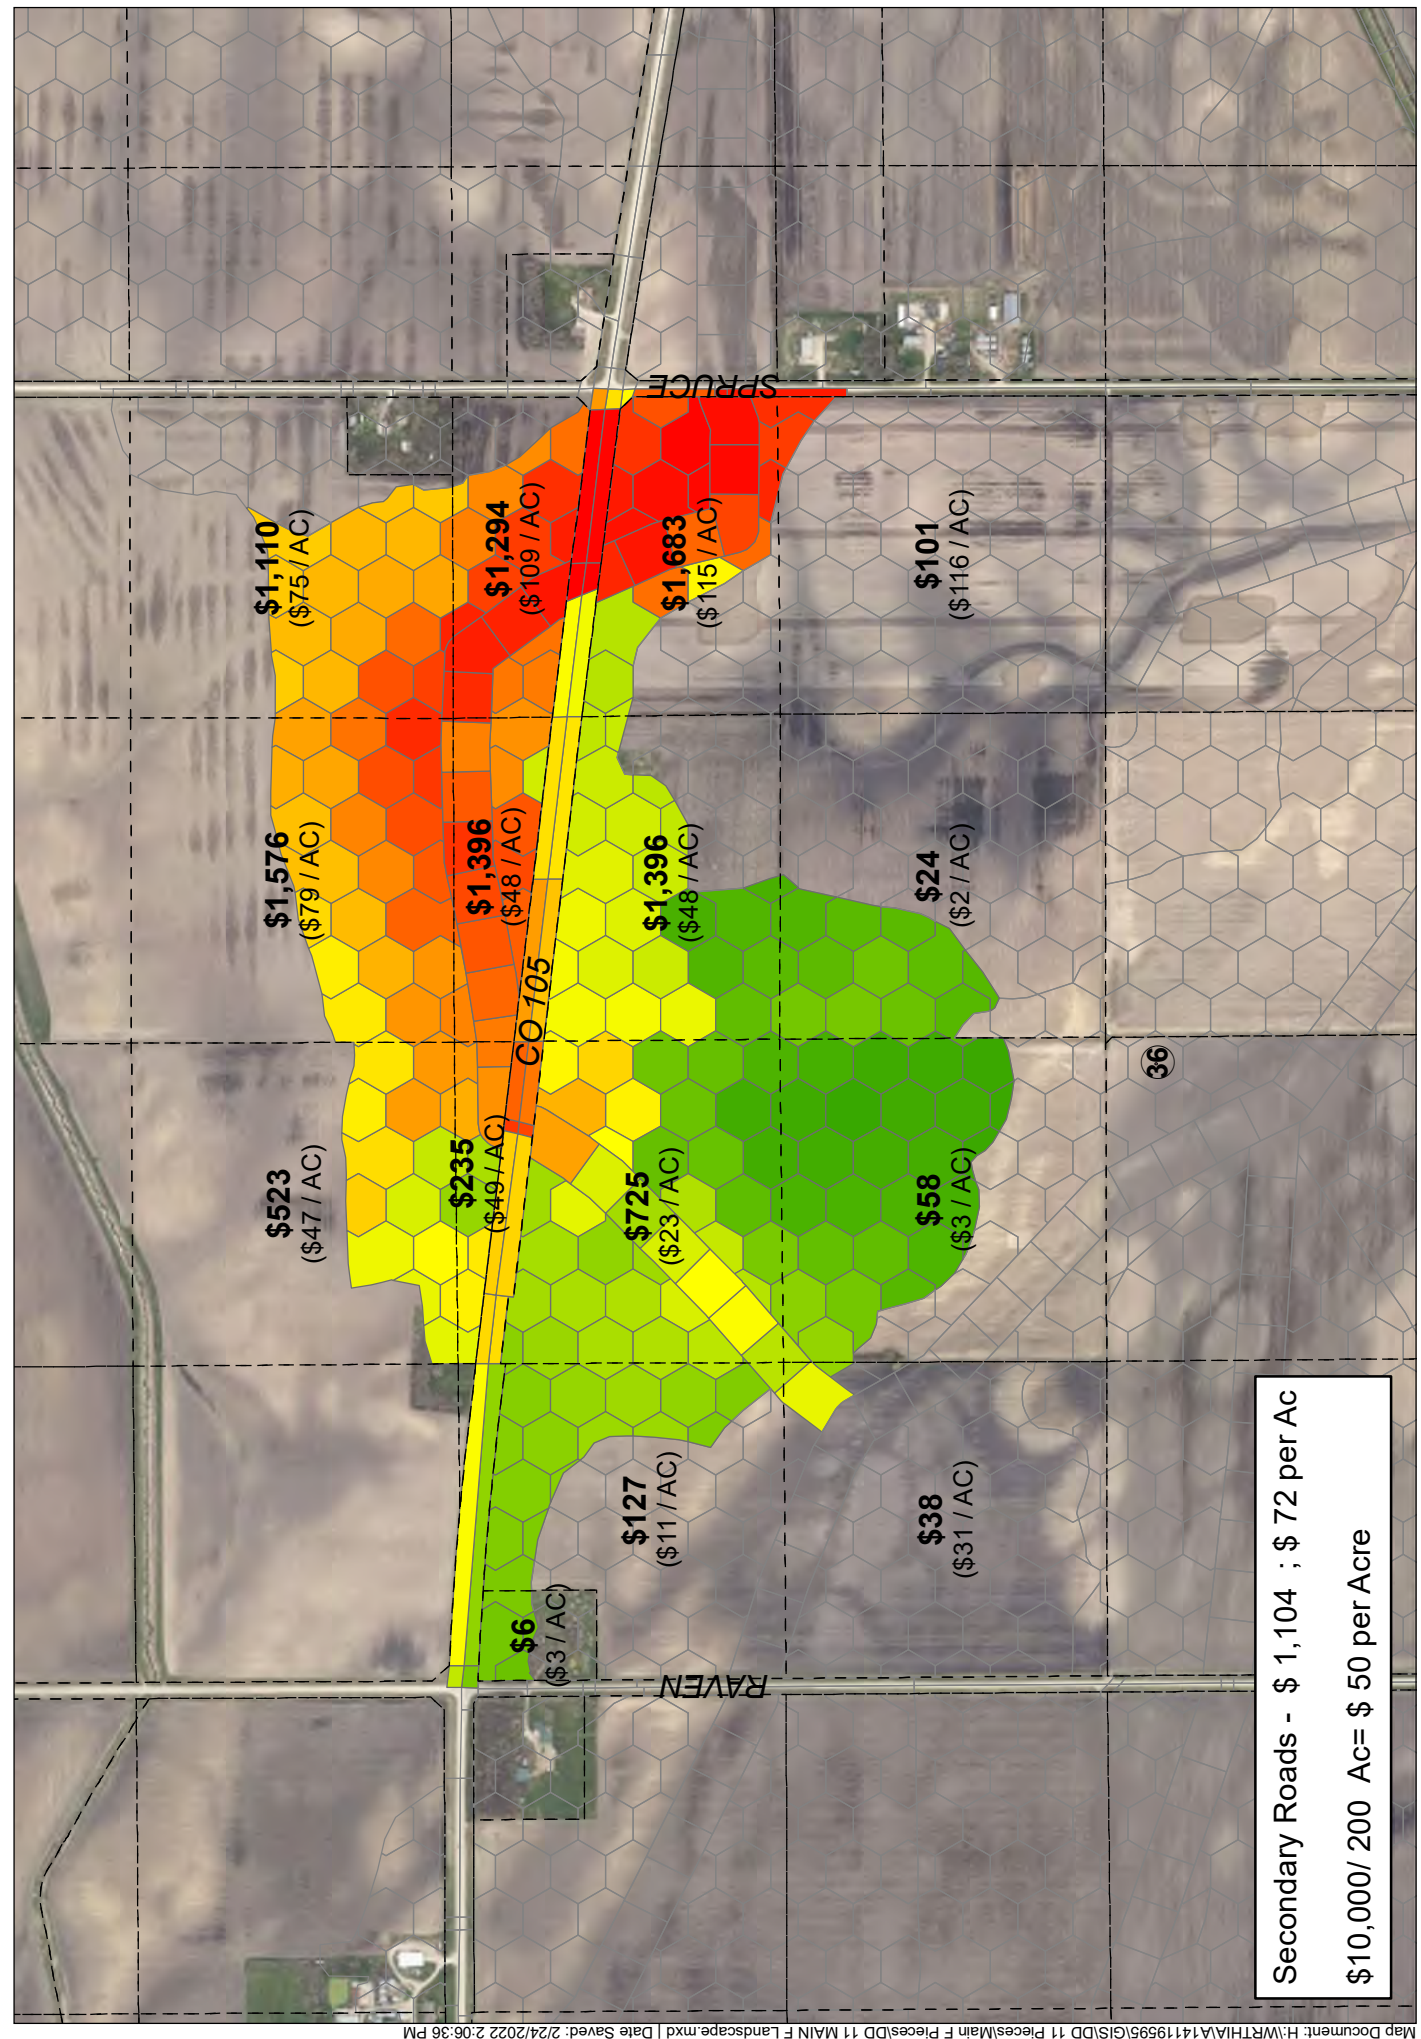 $1,110
($75 / AC)
$1,294
($109 / AC)
$1,683
($115 / AC)
$101
($116 / AC)
SPRUCE
$1,576
($79 / AC)
$1,396
($48 / AC)
$1,396
($48 / AC)
$24
($2 / AC)
CO 105
36
$523
($47 / AC)
$235
($49 / AC)
$725
($23 / AC)
$58
($3 / AC)
$127
($11 / AC)
$38
($31 / AC)
$6
($3 / AC)
RAVEN
Secondary Roads - $ 1,104 ; $ 72 per Ac
$10,000/ 200 Ac= $ 50 per Acre
Map Document: H:\WRTHIA\AA141119595\GIS\DD 11 Pieces\Main F Pieces\DD 11 MAIN F Landscape.mxd | Date Saved: 2/24/2022 2:06:36 PM